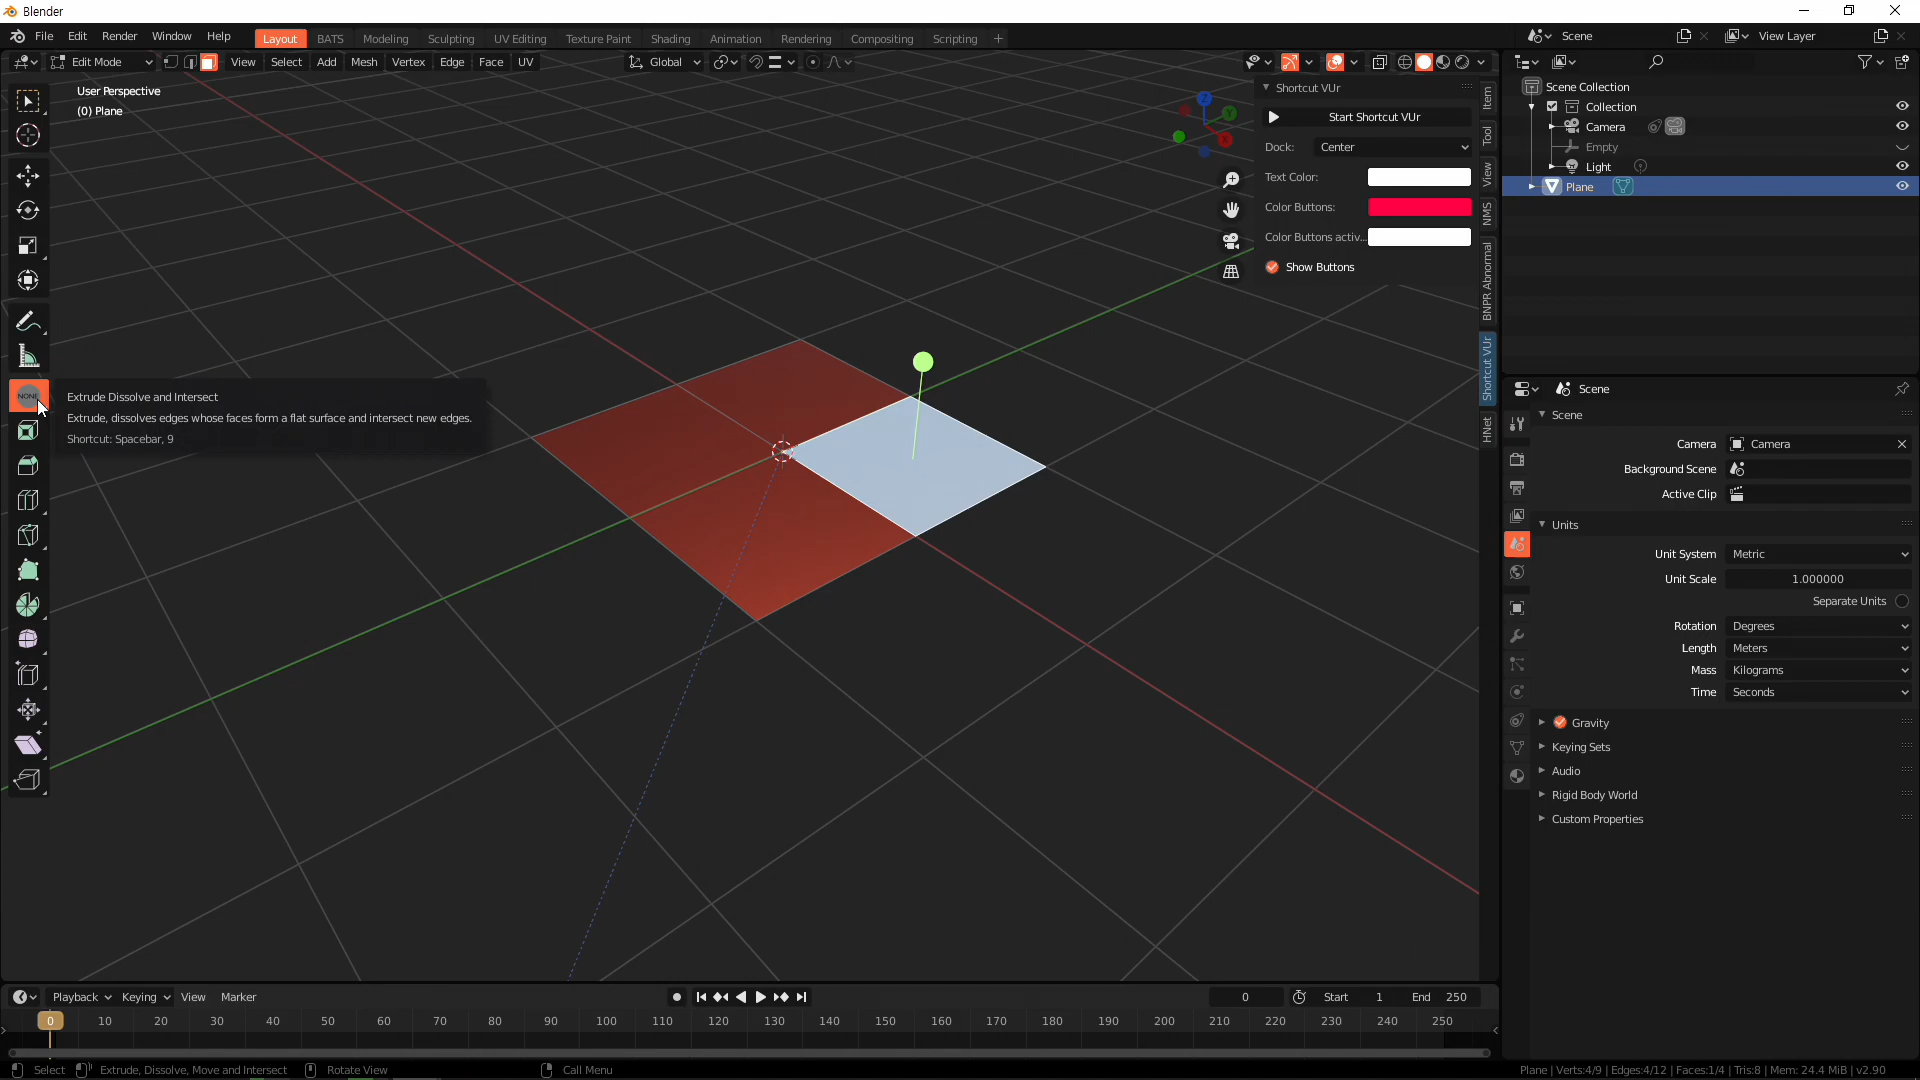 Blender
File Edit Render Window Help Layout BATS Modeling Sculpting UV Editing Texture Paint Shading Animation Rendering Compositing Scripting + Scene View Layer
Edit Mode View Select Add Mesh Vertex Edge Face UV Global
User Perspective
(0) Plane
Z
Y
X
Shortcut VUr
Start Shortcut VUr
Dock: Center
Text Color:
Color Buttons:
Color Buttons activ...
Show Buttons
Item
Tool
View
NMS
BNPR Abnormal
Shortcut VUr
HNet
NONE
Extrude Dissolve and Intersect
Extrude, dissolves edges whose faces form a flat surface and intersect new edges.
Shortcut: Spacebar, 9
Scene Collection
Collection
Camera
Empty
Light
Plane
Scene
Scene
Camera Camera
Background Scene
Active Clip
Units
Unit System Metric
Unit Scale 1.000000
Separate Units
Rotation Degrees
Length Meters
Mass Kilograms
Time Seconds
Gravity
Keying Sets
Audio
Rigid Body World
Custom Properties
Playback Keying View Marker 0 Start 1 End 250
0 10 20 30 40 50 60 70 80 90 100 110 120 130 140 150 160 170 180 190 200 210 220 230 240 250
Select Extrude, Dissolve, Move and Intersect Rotate View Call Menu Plane | Verts:4/9 | Edges:4/12 | Faces:1/4 | Tris:8 | Mem: 24.4 MiB | v2.90